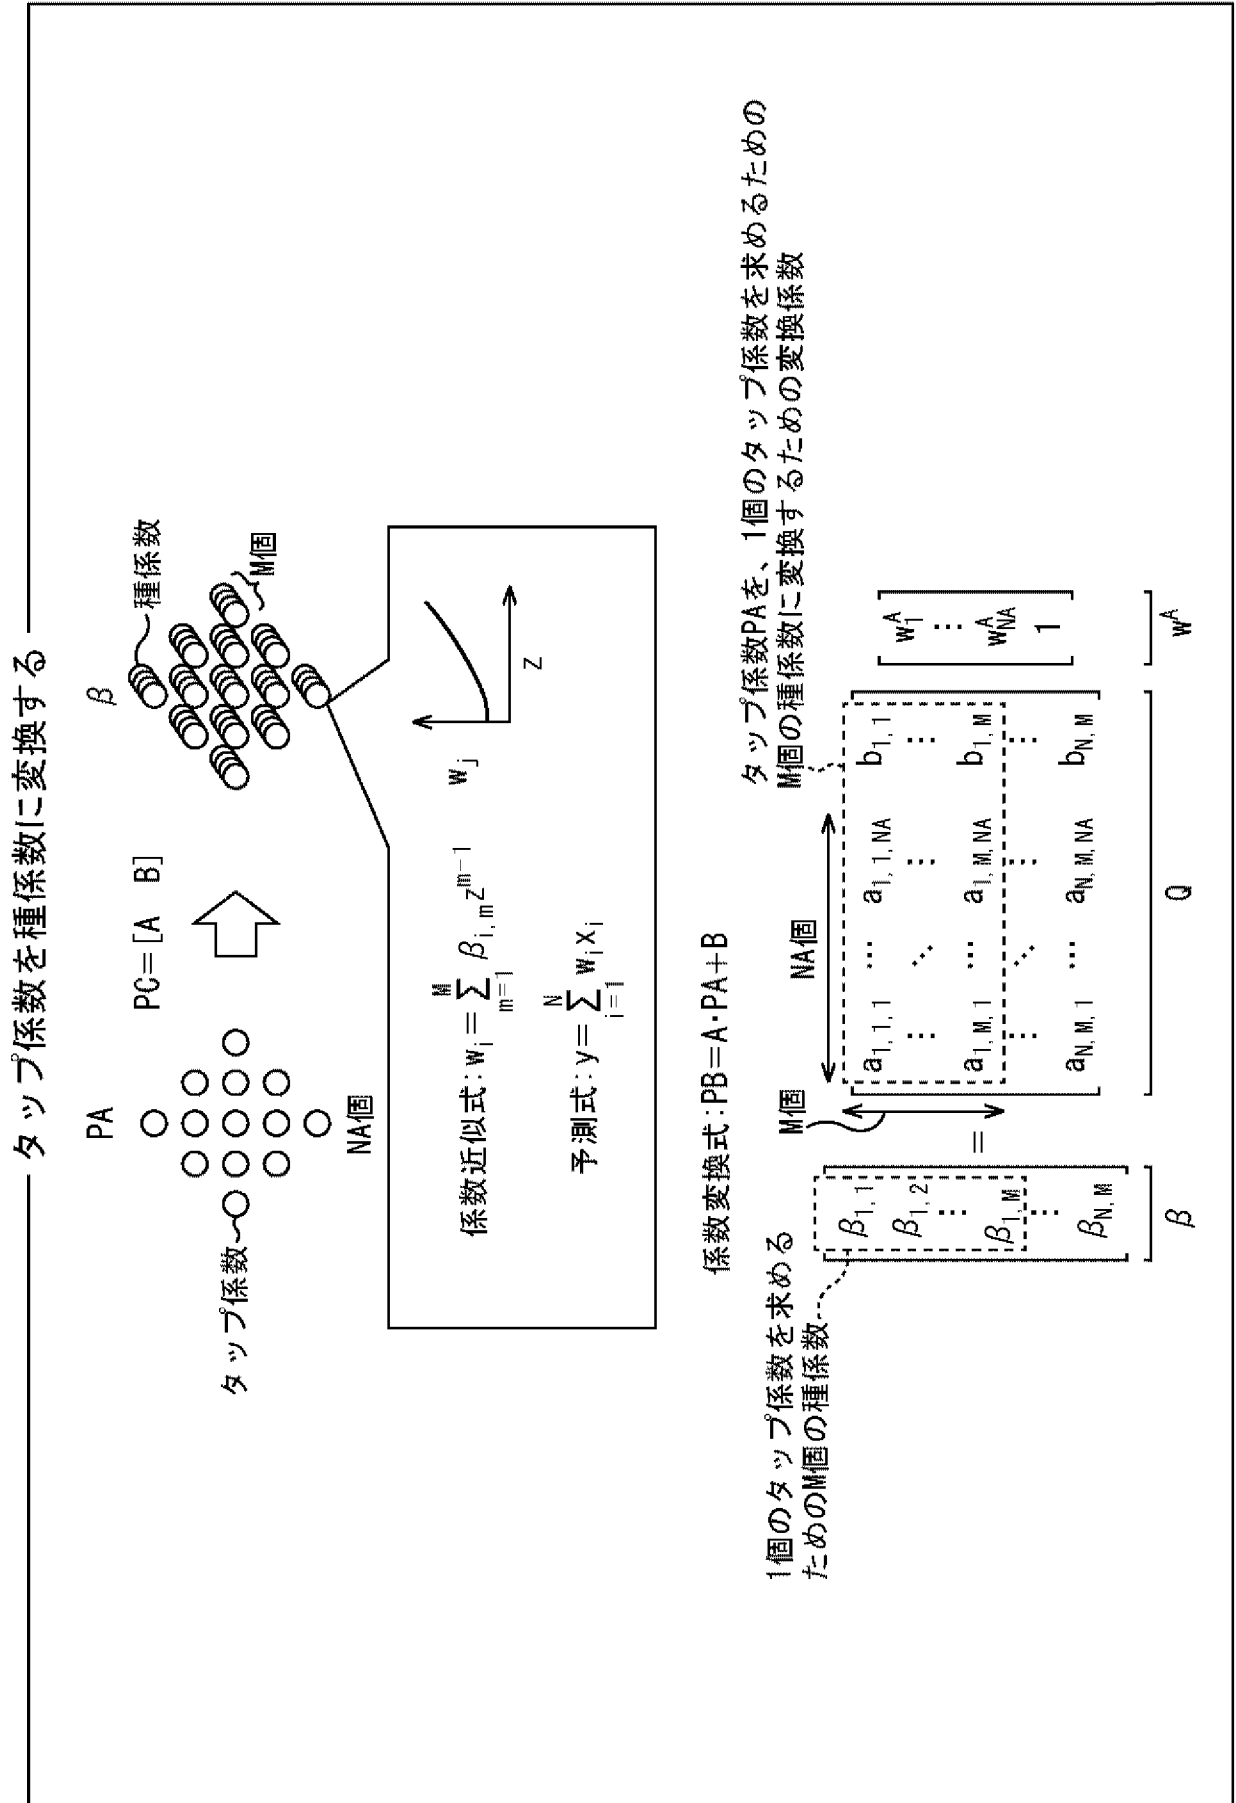 タップ係数を種係数に変換する
PA
PC=[A B]
β
種係数
タップ係数
NA個
M個
係数近似式:w_i=Σ_{m=1}^{M} β_{i,m}z^{m-1}
予測式:y=Σ_{i=1}^{N} w_i x_i
w_j
z
係数変換式:PB=A・PA+B
1個のタップ係数を求める
ためのM個の種係数
タップ係数PAを、1個のタップ係数を求めるための
M個の種係数に変換するための変換係数
M個
NA個
β_{1,1}
β_{1,2}
⋮
β_{1,M}
⋮
β_{N,M}
=
a_{1,1,1} … a_{1,1,NA} b_{1,1}
⋮ ⋱ ⋮ ⋮
a_{1,M,1} … a_{1,M,NA} b_{1,M}
⋮ ⋱ ⋮ ⋮
a_{N,M,1} … a_{N,M,NA} b_{N,M}
w_1^A
⋮
w_{NA}^A
1
β
Q
w^A